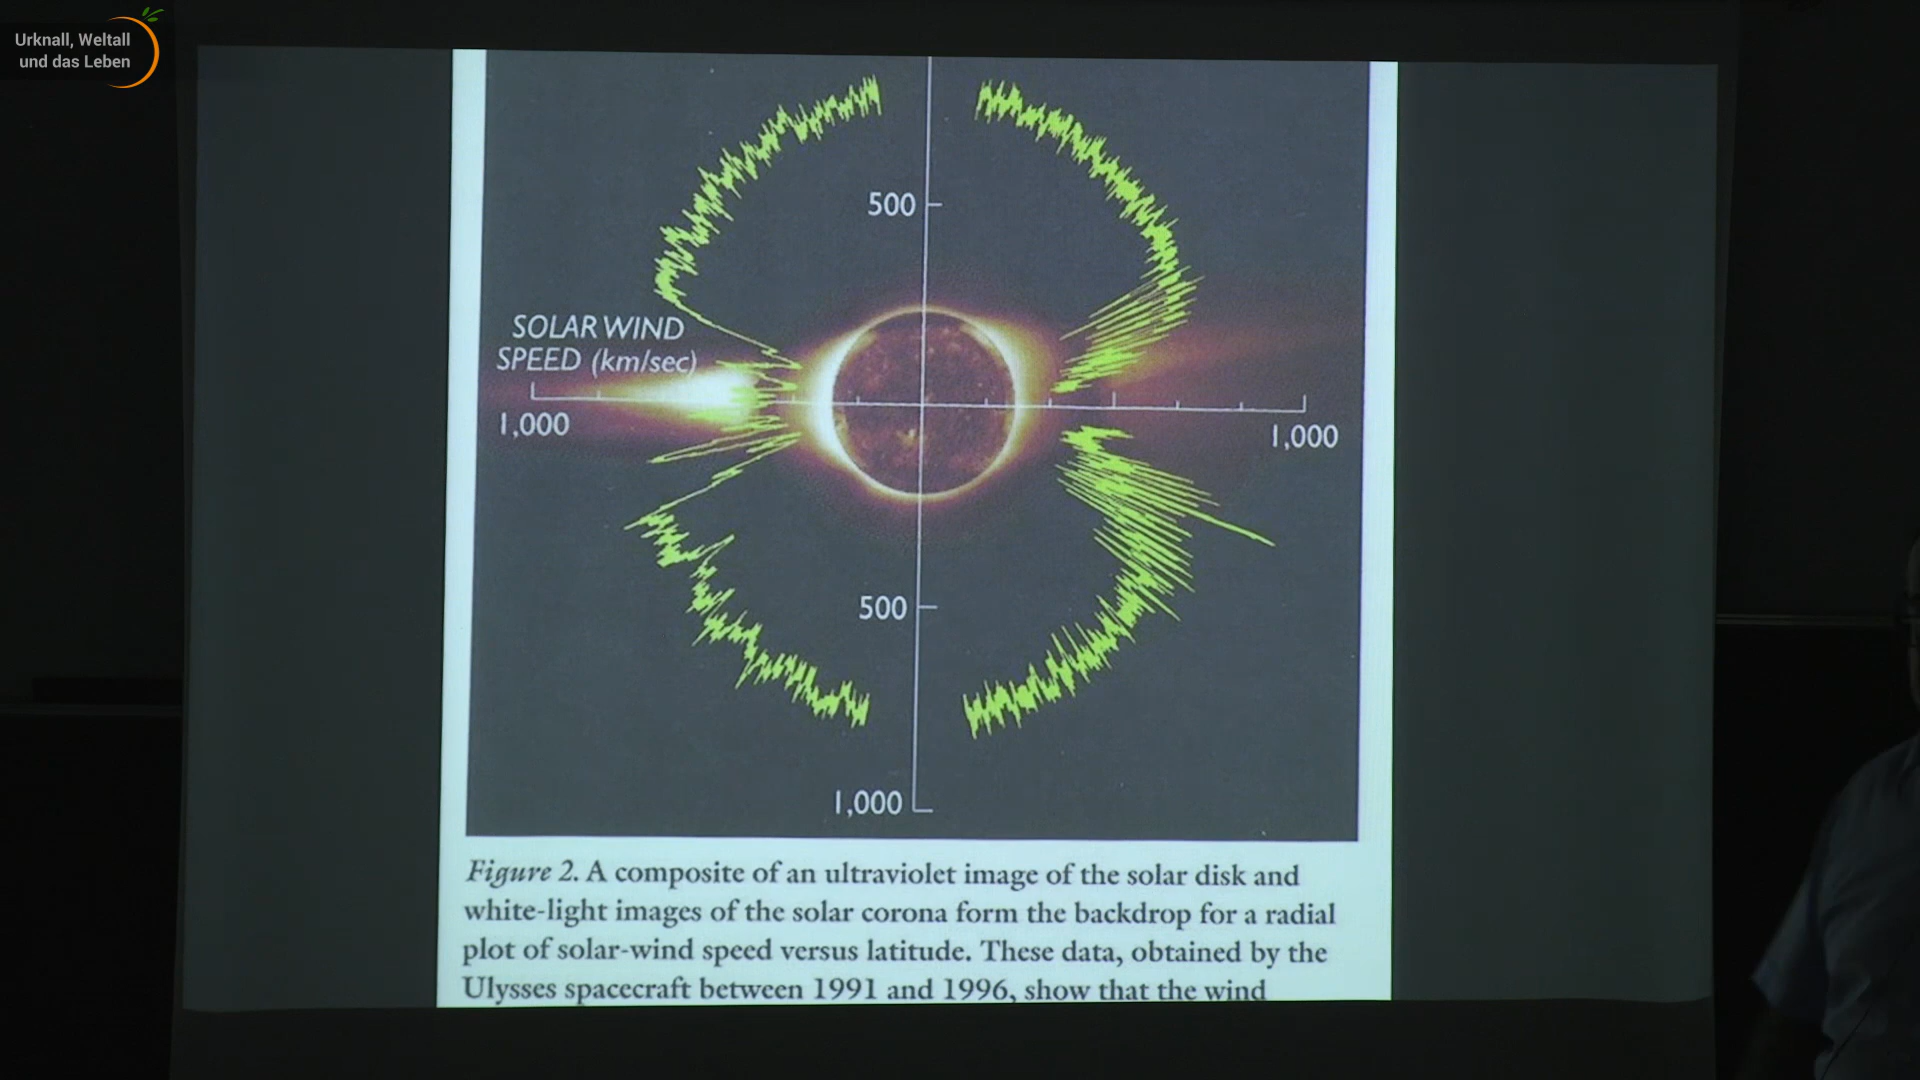 Urknall, Weltall
und das Leben
500
SOLAR WIND
SPEED (km/sec)
1,000
1,000
500
1,000
Figure 2. A composite of an ultraviolet image of the solar disk and
white-light images of the solar corona form the backdrop for a radial
plot of solar-wind speed versus latitude. These data, obtained by the
Ulysses spacecraft between 1991 and 1996, show that the wind